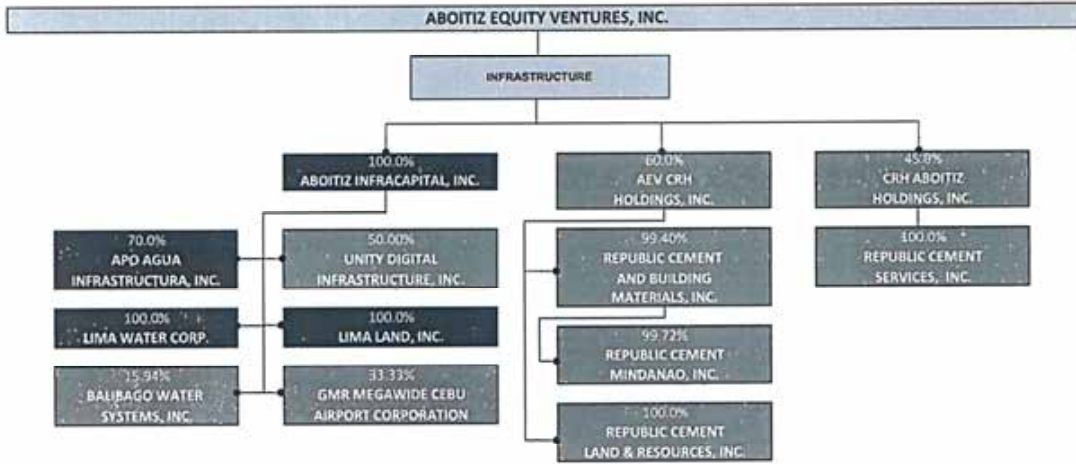 ABOITIZ EQUITY VENTURES, INC.
INFRASTRUCTURE
100.0%
ABOITIZ INFRACAPITAL, INC.
60.0%
AEV CRH
HOLDINGS, INC.
45.0%
CRH ABOITIZ
HOLDINGS, INC.
70.0%
APO AGUA
INFRASTRUCTURA, INC.
50.00%
UNITY DIGITAL
INFRASTRUCTURE, INC.
99.40%
REPUBLIC CEMENT
AND BUILDING
MATERIALS, INC.
100.0%
REPUBLIC CEMENT
SERVICES, INC.
100.0%
LIMA WATER CORP.
100.0%
LIMA LAND, INC.
99.72%
REPUBLIC CEMENT
MINDANAO, INC.
15.94%
BALIBAGO WATER
SYSTEMS, INC.
33.33%
GMR MEGAWIDE CEBU
AIRPORT CORPORATION
100.0%
REPUBLIC CEMENT
LAND & RESOURCES, INC.